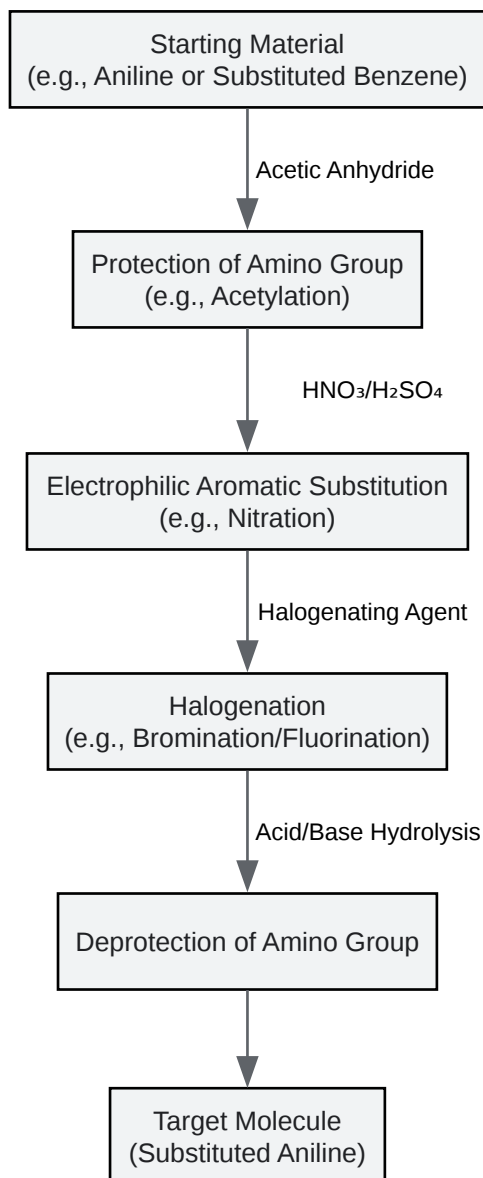 Starting Material
(e.g., Aniline or Substituted Benzene)
Acetic Anhydride
Protection of Amino Group
(e.g., Acetylation)
HNO₃/H₂SO₄
Electrophilic Aromatic Substitution
(e.g., Nitration)
Halogenating Agent
Halogenation
(e.g., Bromination/Fluorination)
Acid/Base Hydrolysis
Deprotection of Amino Group
Target Molecule
(Substituted Aniline)